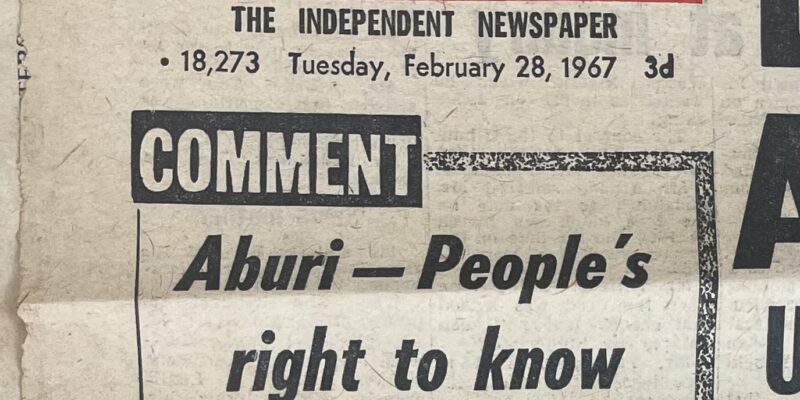 THE INDEPENDENT NEWSPAPER
• 18,273 Tuesday, February 28, 1967 3d
COMMENT
Aburi — People's
right to know